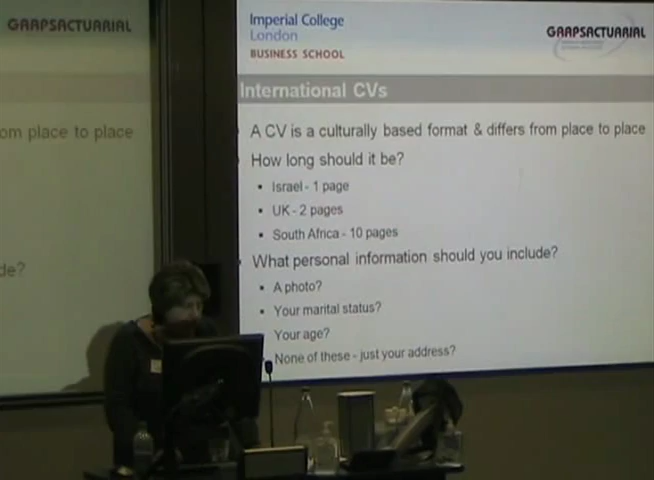 GAAPSACTUARIAL
om place to place
de?
Imperial College
London
BUSINESS SCHOOL
GAAPSACTUARIAL
International CVs
A CV is a culturally based format & differs from place to place
How long should it be?
Israel - 1 page
UK - 2 pages
South Africa - 10 pages
What personal information should you include?
A photo?
Your marital status?
Your age?
None of these - just your address?